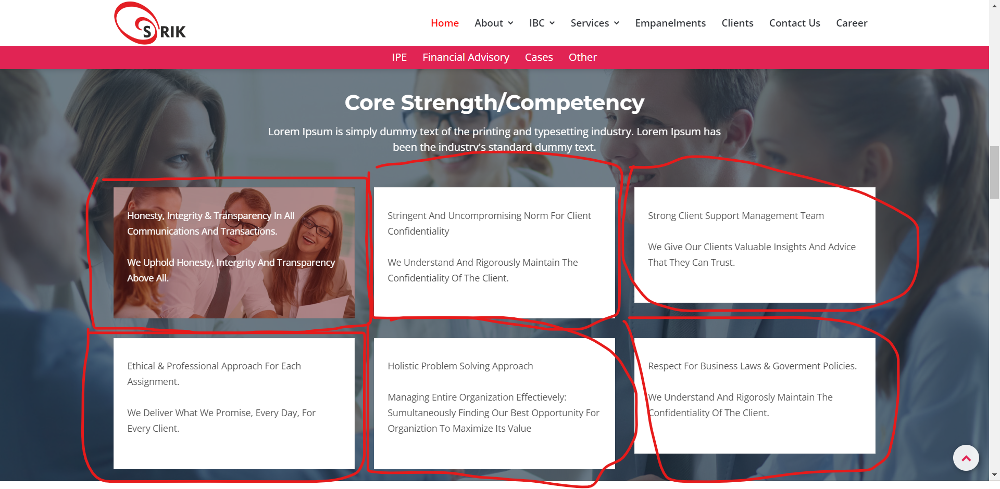 S RIK
Home About IBC Services Empanelments Clients Contact Us Career
IPE Financial Advisory Cases Other
Core Strength/Competency
Lorem Ipsum is simply dummy text of the printing and typesetting industry. Lorem Ipsum has
been the industry's standard dummy text.
Honesty, Integrity & Transparency In All
Communications And Transactions.
We Uphold Honesty, Intergrity And Transparency
Above All.
Stringent And Uncompromising Norm For Client
Confidentiality
We Understand And Rigorously Maintain The
Confidentiality Of The Client.
Strong Client Support Management Team
We Give Our Clients Valuable Insights And Advice
That They Can Trust.
Ethical & Professional Approach For Each
Assignment.
We Deliver What We Promise, Every Day, For
Every Client.
Holistic Problem Solving Approach
Managing Entire Organization Effectievely:
Sumultaneously Finding Our Best Opportunity For
Organiztion To Maximize Its Value
Respect For Business Laws & Goverment Policies.
We Understand And Rigorosly Maintain The
Confidentiality Of The Client.